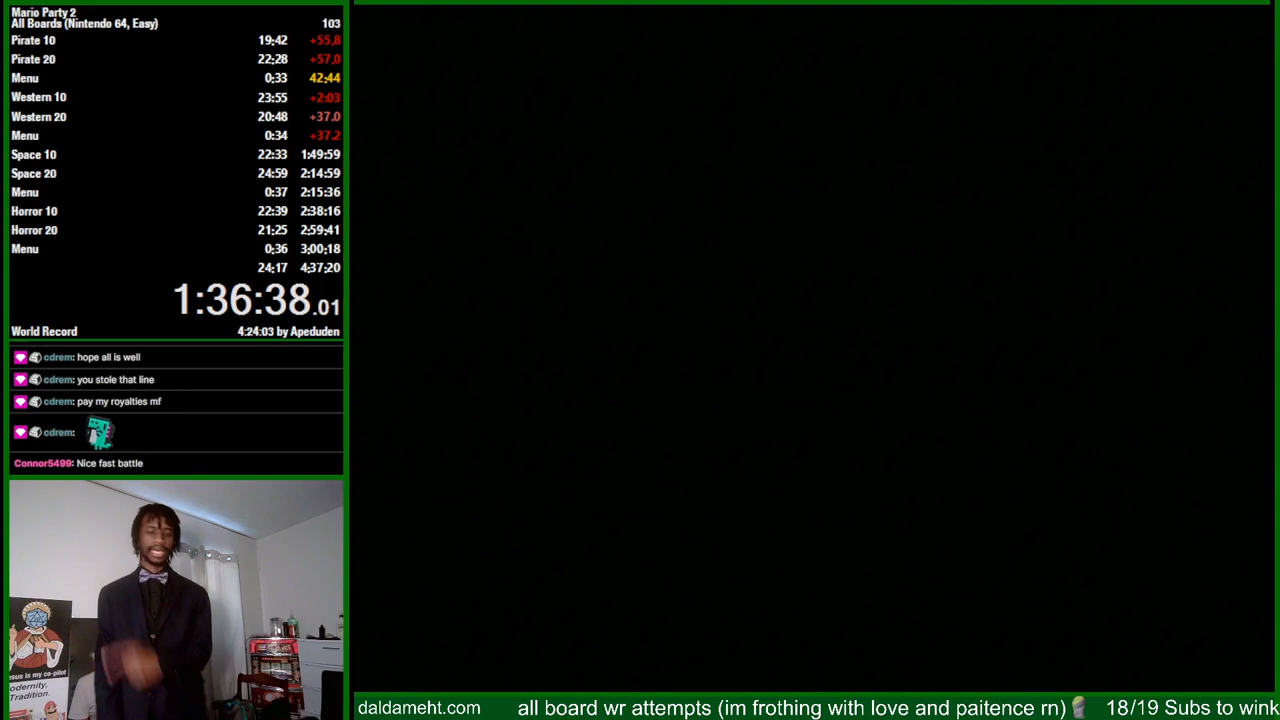 Mario Party 2
All Boards (Nintendo 64, Easy) 103
Pirate 10 19:42 +55.8
Pirate 20 22:28 +57.0
Menu 0:33 42:44
Western 10 23:55 +2:03
Western 20 20:48 +37.0
Menu 0:34 +37.2
Space 10 22:33 1:49:59
Space 20 24:59 2:14:59
Menu 0:37 2:15:36
Horror 10 22:39 2:38:16
Horror 20 21:25 2:59:41
Menu 0:36 3:00:18
24:17 4:37:20
1:36:38.01
World Record 4:24:03 by Apeduden
cdrem: hope all is well
cdrem: you stole that line
cdrem: pay my royalties mf
cdrem:
Connor5499: Nice fast battle
esus is my co-pilot
odernity,
Tradition.
daldameht.com all board wr attempts (im frothing with love and paitence rn) 18/19 Subs to wink